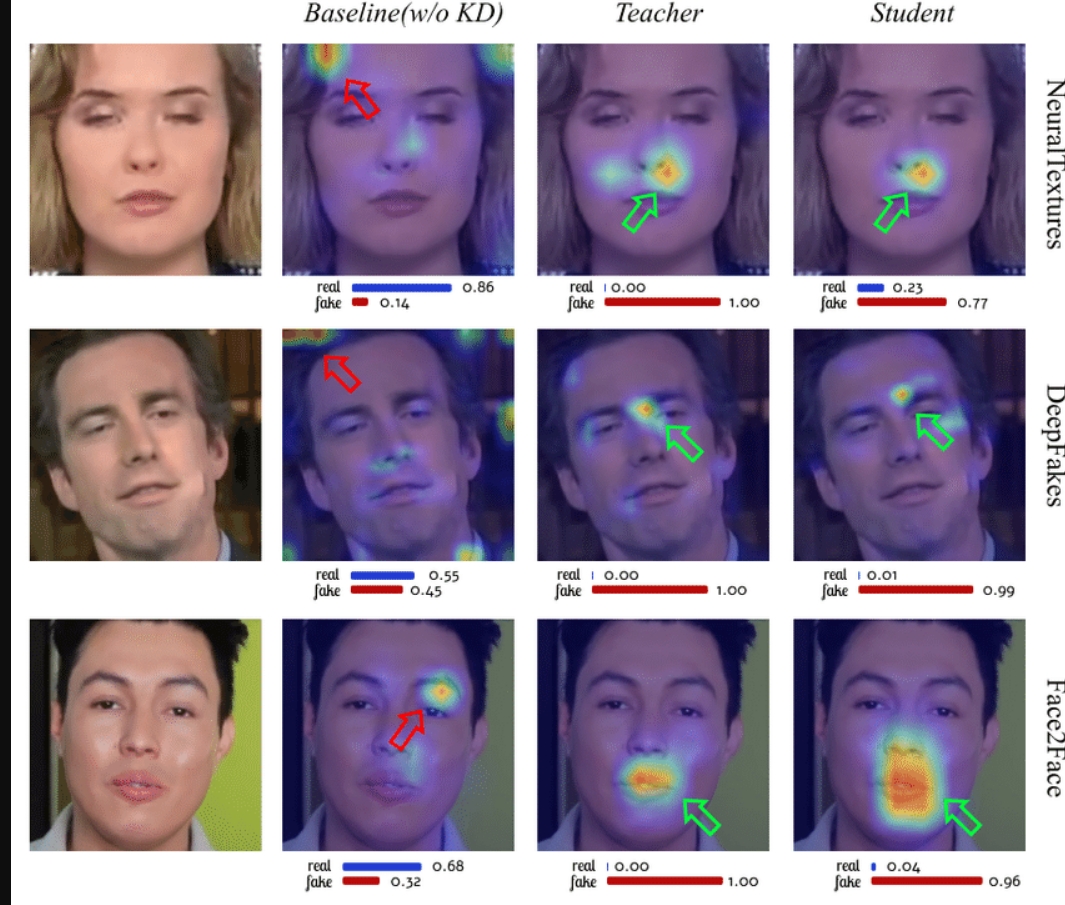 Baseline(w/o KD) Teacher Student
NeuralTextures
real 0.86 real 0.00 real 0.23
fake 0.14 fake 1.00 fake 0.77
DeepFakes
real 0.55 real 0.00 real 0.01
fake 0.45 fake 1.00 fake 0.99
Face2Face
real 0.68 real 0.00 real 0.04
fake 0.32 fake 1.00 fake 0.96